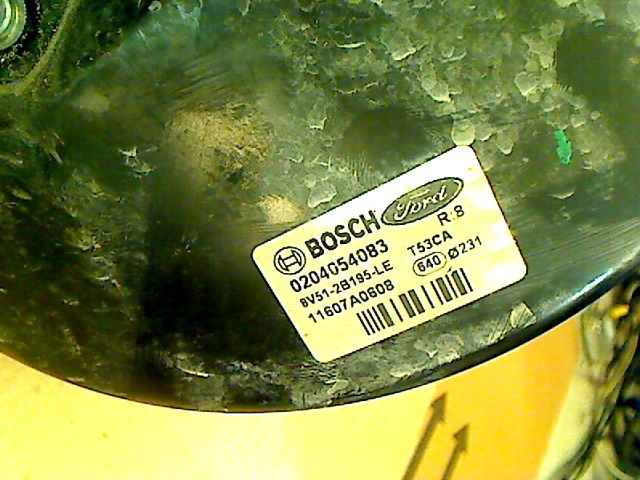 BOSCH Ford
0204054083 R 8
8V51-2B195-LE T53CA
11607A0608 640 Ø231